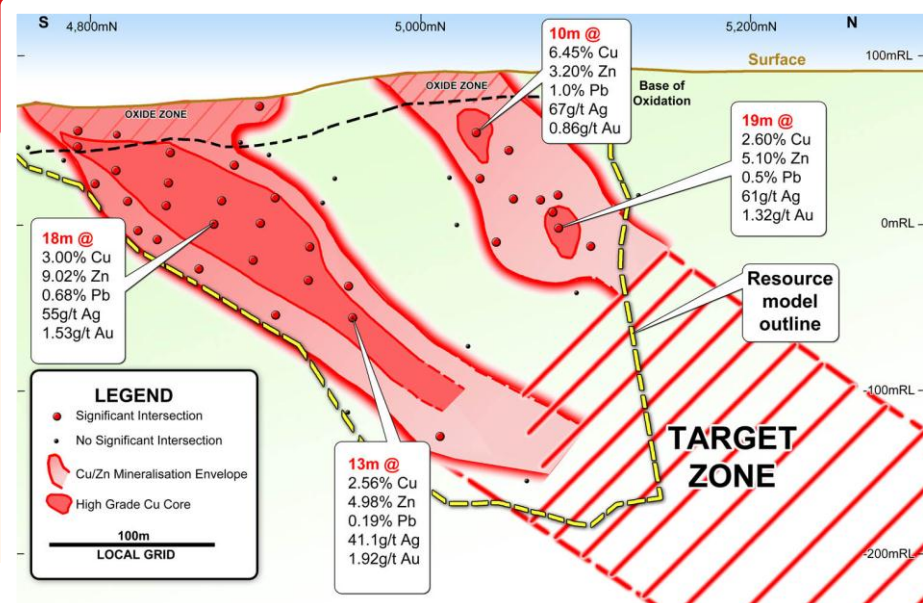 S
4,800mN
5,000mN
5,200mN
N
100mRL
Surface
10m @
6.45% Cu
3.20% Zn
1.0% Pb
67g/t Ag
0.86g/t Au
OXIDE ZONE
OXIDE ZONE
Base of
Oxidation
19m @
2.60% Cu
5.10% Zn
0.5% Pb
61g/t Ag
1.32g/t Au
0mRL
18m @
3.00% Cu
9.02% Zn
0.68% Pb
55g/t Ag
1.53g/t Au
Resource
model
outline
-100mRL
LEGEND
Significant Intersection
No Significant Intersection
Cu/Zn Mineralisation Envelope
High Grade Cu Core
100m
LOCAL GRID
13m @
2.56% Cu
4.98% Zn
0.19% Pb
41.1g/t Ag
1.92g/t Au
TARGET
ZONE
-200mRL